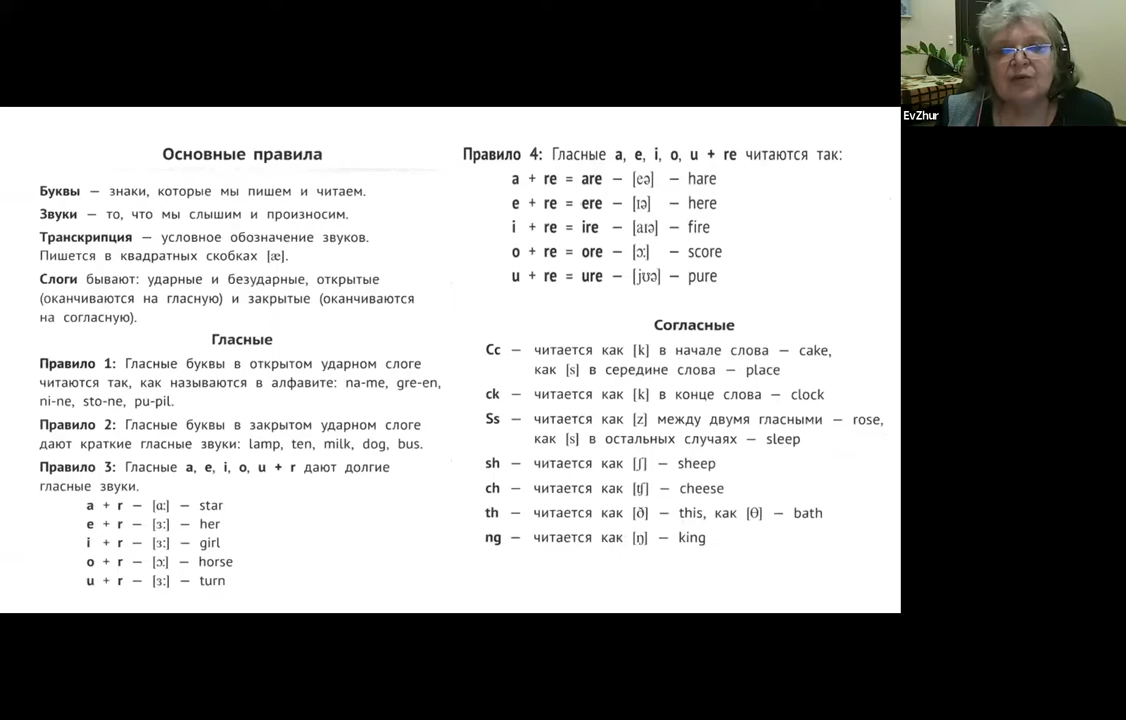 Основные правила
Буквы – знаки, которые мы пишем и читаем.
Звуки – то, что мы слышим и произносим.
Транскрипция – условное обозначение звуков.
Пишется в квадратных скобках [æ].
Слоги бывают: ударные и безударные, открытые
(оканчиваются на гласную) и закрытые (оканчиваются
на согласную).
Гласные
Правило 1: Гласные буквы в открытом ударном слоге
читаются так, как называются в алфавите: na-me, gre-en,
ni-ne, sto-ne, pu-pil.
Правило 2: Гласные буквы в закрытом ударном слоге
дают краткие гласные звуки: lamp, ten, milk, dog, bus.
Правило 3: Гласные a, e, i, o, u + r дают долгие
гласные звуки.
a + r – [ɑ:] – star
e + r – [ɜ:] – her
i + r – [ɜ:] – girl
o + r – [ɔ:] – horse
u + r – [ɜ:] – turn
Правило 4: Гласные a, e, i, o, u + re читаются так:
a + re = are – [eə] – hare
e + re = ere – [ɪə] – here
i + re = ire – [aɪə] – fire
o + re = ore – [ɔ:] – score
u + re = ure – [jʊə] – pure
Согласные
Cc – читается как [k] в начале слова – cake,
как [s] в середине слова – place
ck – читается как [k] в конце слова – clock
Ss – читается как [z] между двумя гласными – rose,
как [s] в остальных случаях – sleep
sh – читается как [ʃ] – sheep
ch – читается как [ʧ] – cheese
th – читается как [ð] – this, как [θ] – bath
ng – читается как [ŋ] – king
EvZhur